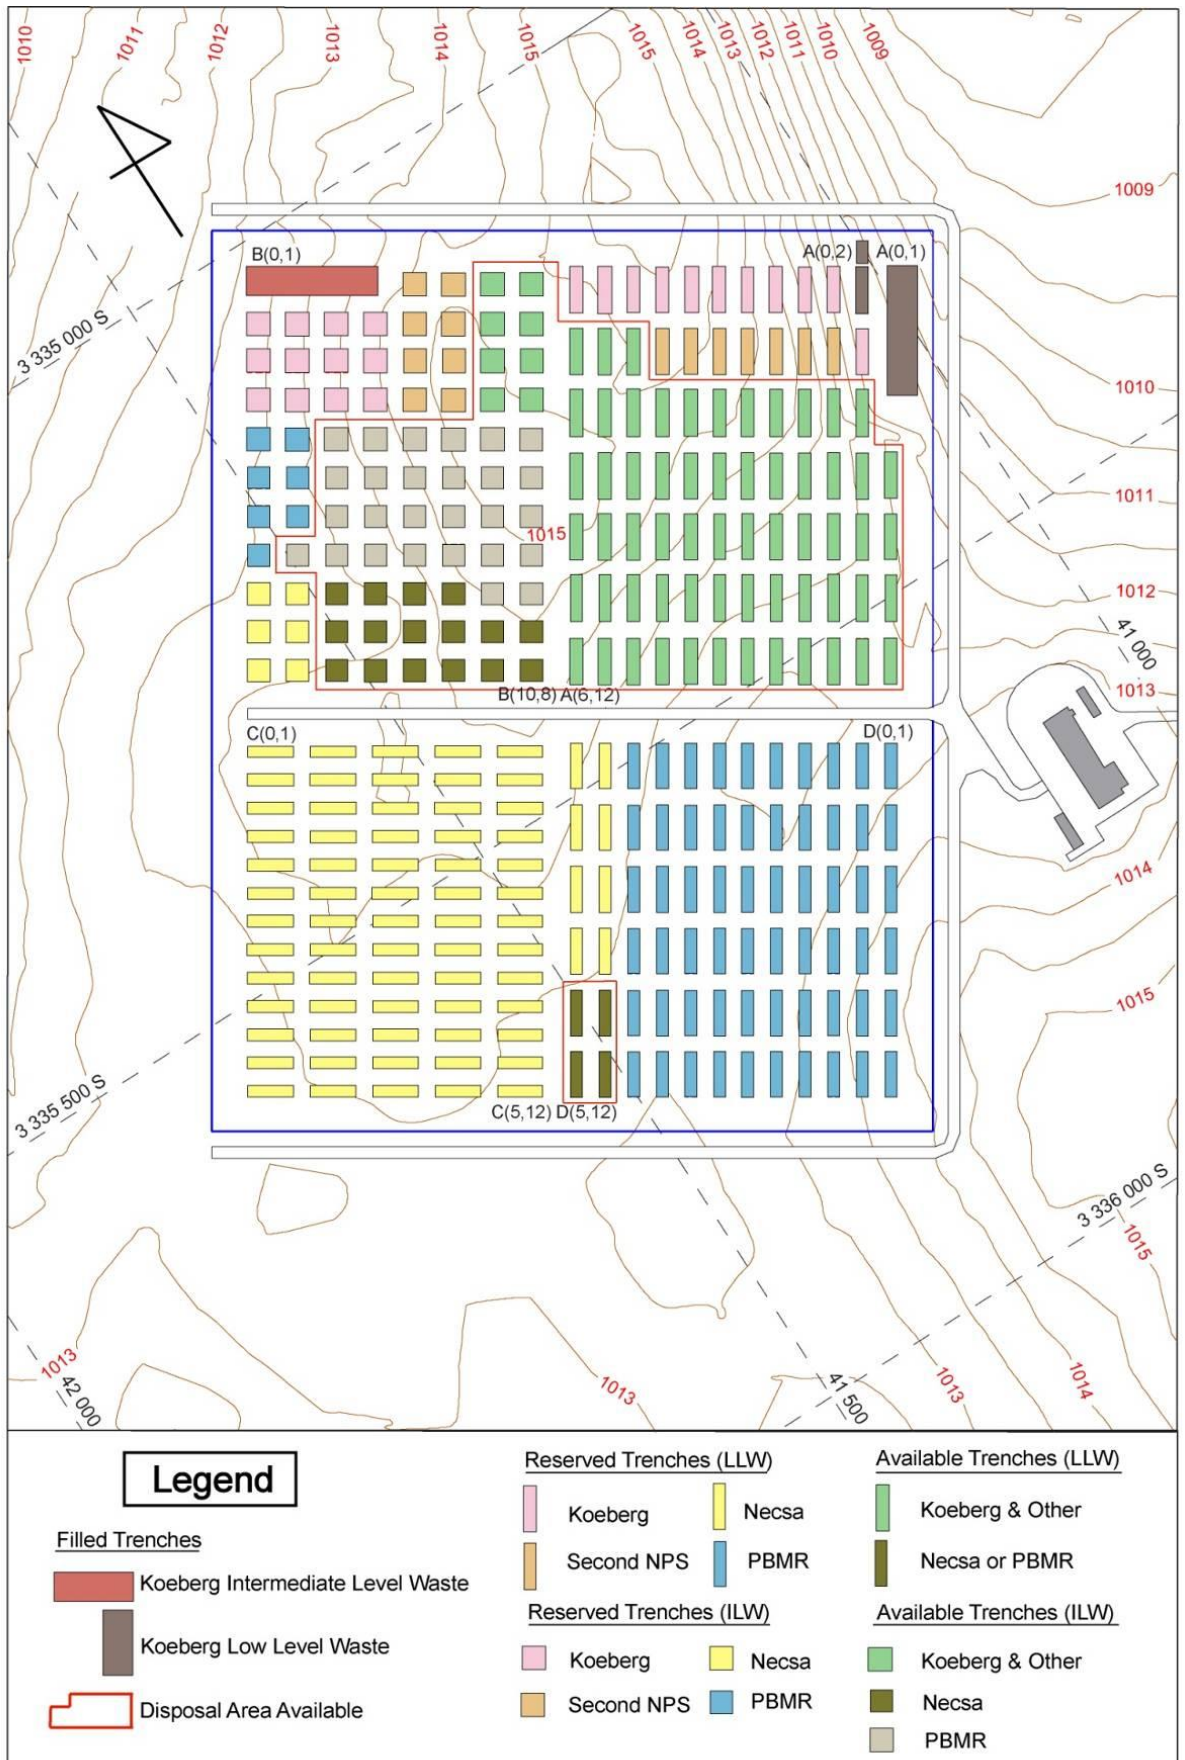 1010
1011
1012
1013
1014
1015
1015
1014
1013
1012
1011
1010
1009
1009
B(0,1)
A(0,2)
A(0,1)
3 335 000 S
1010
1011
1015
1012
41 000
1013
B(10,8) A(6,12)
C(0,1)
D(0,1)
1014
1015
3 335 500 S
C(5,12) D(5,12)
3 336 000 S
1015
1013
42 000
1013
41 500
1013
1014
Legend
Filled Trenches
Koeberg Intermediate Level Waste
Koeberg Low Level Waste
Disposal Area Available
Reserved Trenches (LLW)
Koeberg
Necsa
Second NPS
PBMR
Reserved Trenches (ILW)
Koeberg
Necsa
Second NPS
PBMR
Available Trenches (LLW)
Koeberg & Other
Necsa or PBMR
Available Trenches (ILW)
Koeberg & Other
Necsa
PBMR